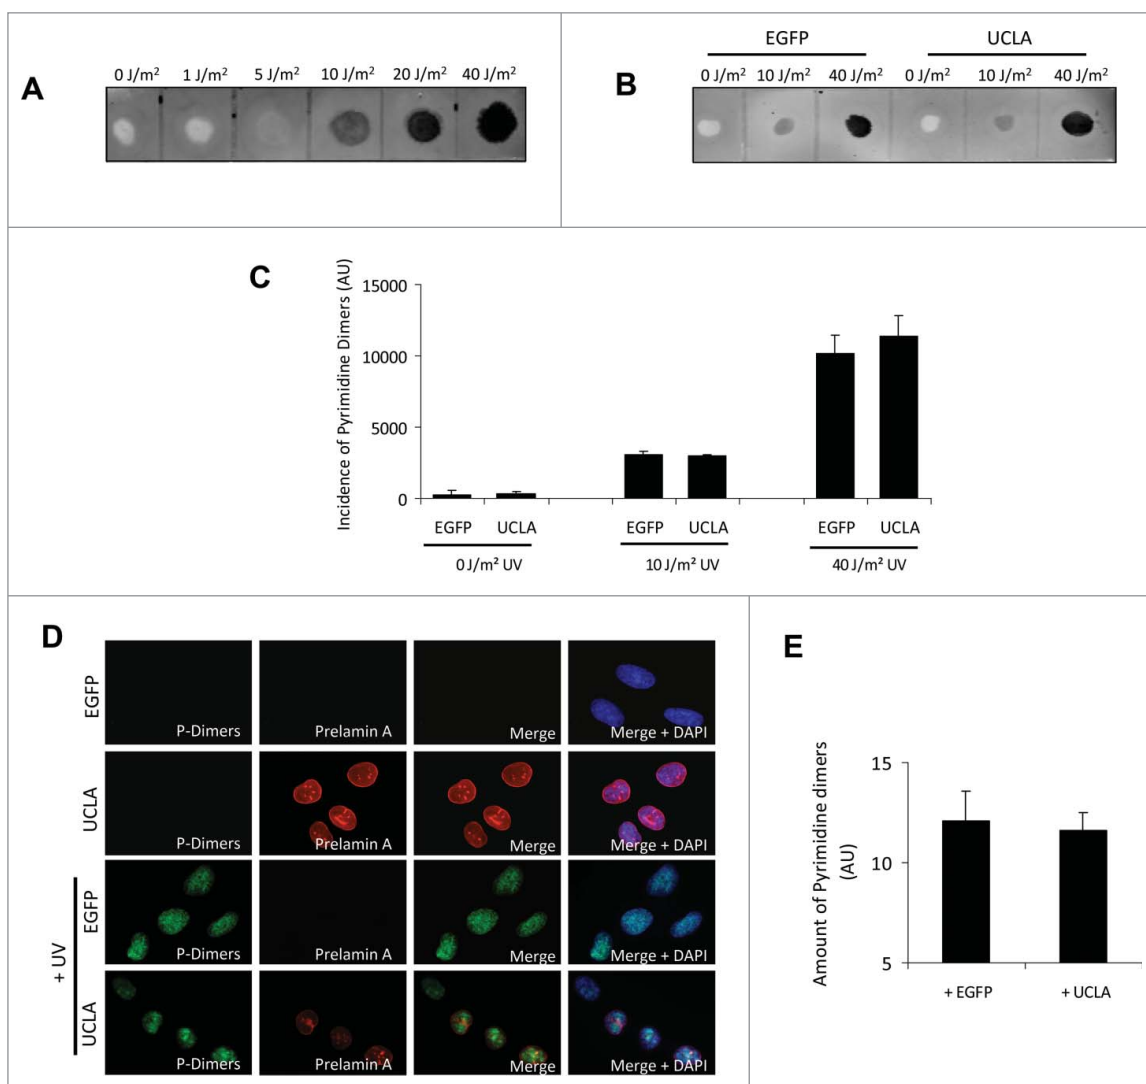 A
0 J/m² 1 J/m² 5 J/m² 10 J/m² 20 J/m² 40 J/m²
B
EGFP UCLA
0 J/m² 10 J/m² 40 J/m² 0 J/m² 10 J/m² 40 J/m²
C
Incidence of Pyrimidine Dimers (AU)
15000
10000
5000
0
EGFP UCLA EGFP UCLA EGFP UCLA
0 J/m² UV 10 J/m² UV 40 J/m² UV
D
EGFP
P-Dimers Prelamin A Merge Merge + DAPI
UCLA
P-Dimers Prelamin A Merge Merge + DAPI
+ UV
EGFP
P-Dimers Prelamin A Merge Merge + DAPI
UCLA
P-Dimers Prelamin A Merge Merge + DAPI
E
Amount of Pyrimidine dimers
(AU)
15
10
5
+ EGFP + UCLA